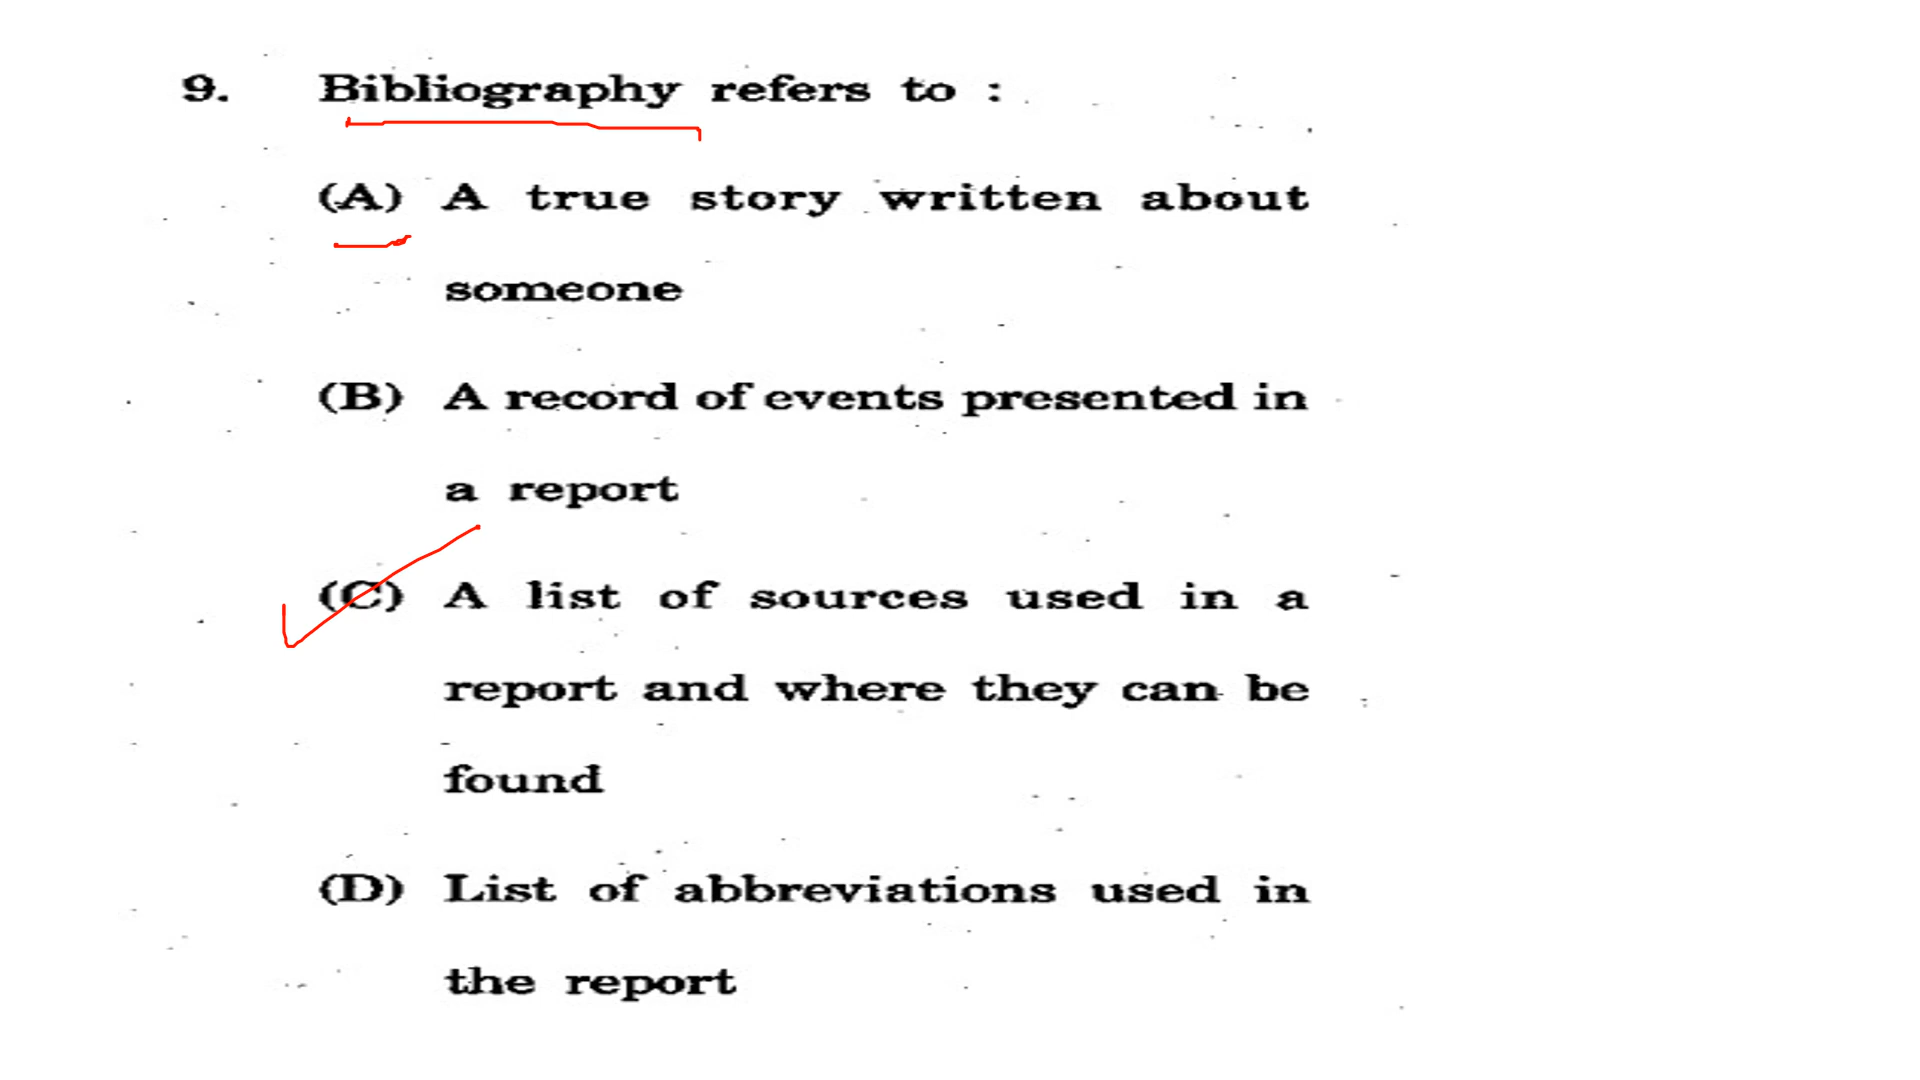 9. Bibliography refers to :
(A) A true story written about
someone
(B) A record of events presented in
a report
(C) A list of sources used in a
report and where they can be
found
(D) List of abbreviations used in
the report